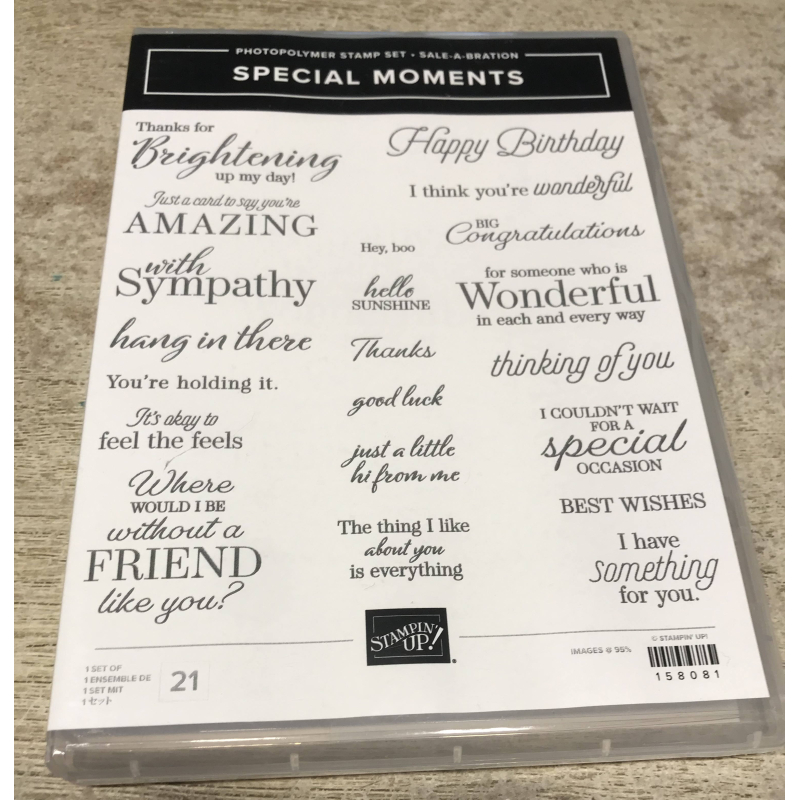 PHOTOPOLYMER STAMP SET • SALE-A-BRATION
SPECIAL MOMENTS
Thanks for
Brightening
up my day!
Just a card to say you're
AMAZING
with
Sympathy
hang in there
You're holding it.
It's okay to
feel the feels
Where
WOULD I BE
without a
FRIEND
like you?
Hey, boo
hello
SUNSHINE
Thanks
good luck
just a little
hi from me
The thing I like
about you
is everything
Happy Birthday
I think you're wonderful
BIG
Congratulations
for someone who is
Wonderful
in each and every way
thinking of you
I COULDN'T WAIT
FOR A
special
OCCASION
BEST WISHES
I have
something
for you.
1 SET OF
1 ENSEMBLE DE
1 SET MIT
1 セット
21
STAMPIN'
UP!
IMAGES @ 95%
© STAMPIN' UP!
158081